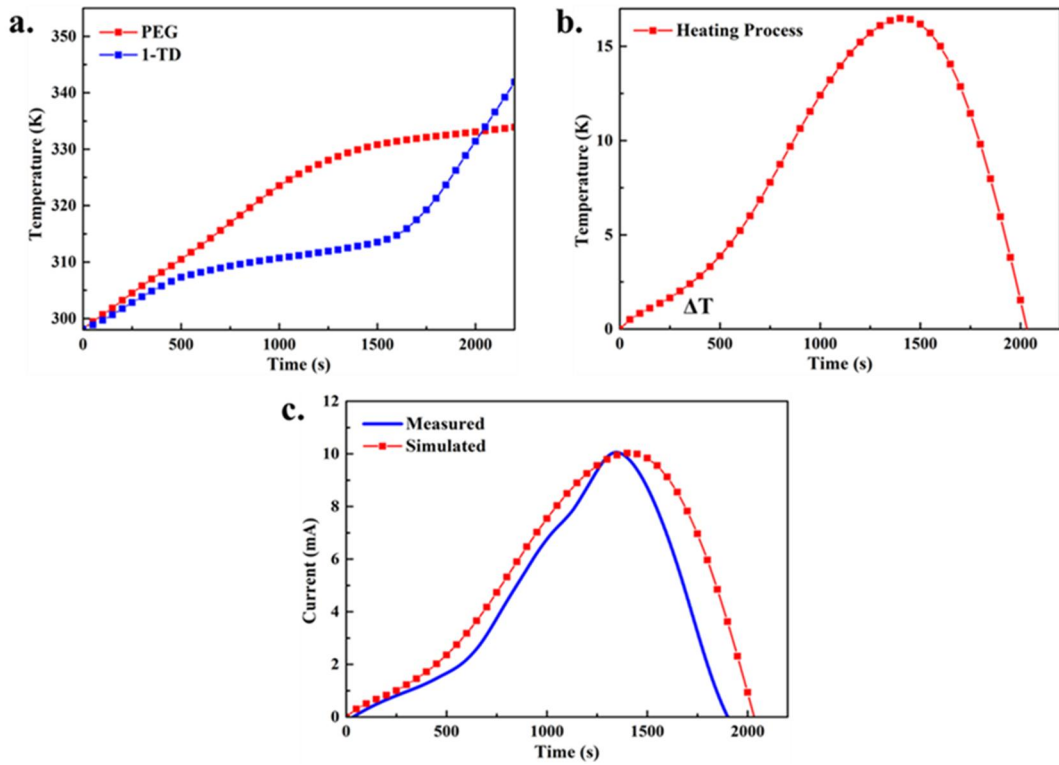 a.
PEG
1-TD
350
340
330
320
310
300
Temperature (K)
0
500
1000
1500
2000
Time (s)
b.
Heating Process
15
10
5
0
Temperature (K)
ΔT
0
500
1000
1500
2000
Time (s)
c.
Measured
Simulated
12
10
8
6
4
2
0
Current (mA)
0
500
1000
1500
2000
Time (s)